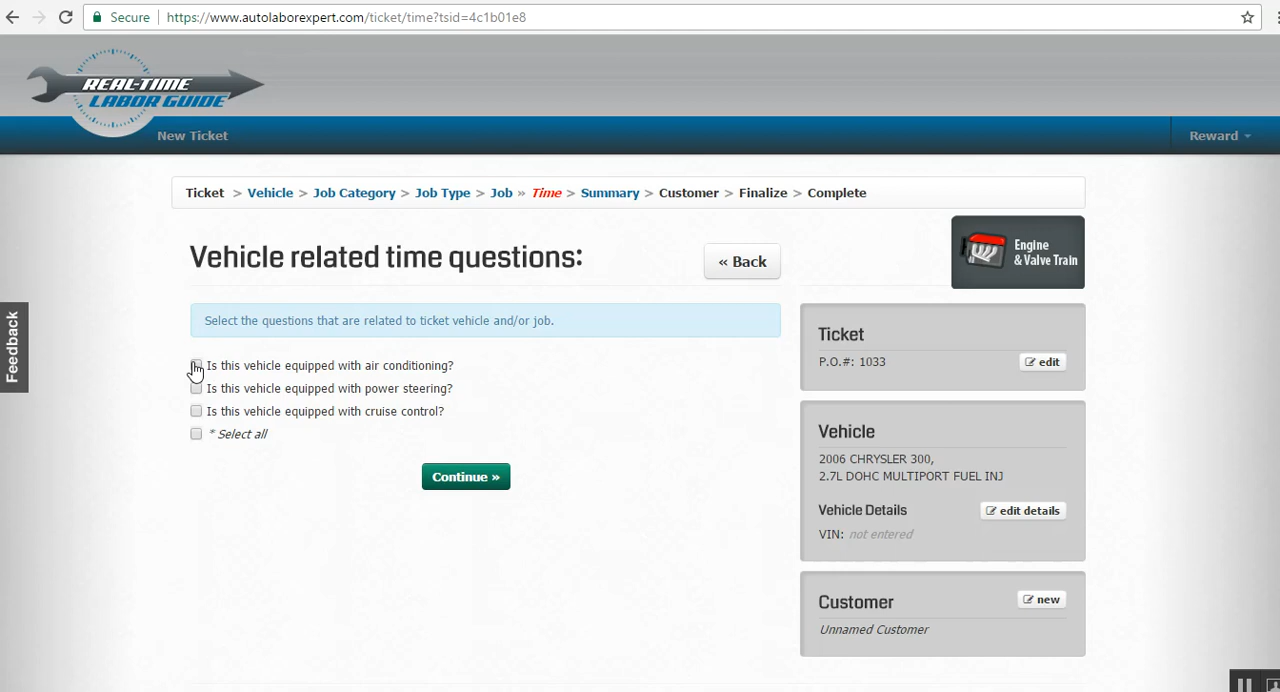 Secure https://www.autolaborexpert.com/ticket/time?tsid=4c1b01e8
REAL-TIME
LABOR GUIDE
New Ticket
Reward
Ticket > Vehicle > Job Category > Job Type > Job » Time > Summary > Customer > Finalize > Complete
Vehicle related time questions:
« Back
Engine
& Valve Train
Select the questions that are related to ticket vehicle and/or job.
Feedback
Is this vehicle equipped with air conditioning?
Is this vehicle equipped with power steering?
Is this vehicle equipped with cruise control?
* Select all
Continue »
Ticket
P.O.#: 1033
edit
Vehicle
2006 CHRYSLER 300,
2.7L DOHC MULTIPORT FUEL INJ
Vehicle Details
edit details
VIN: not entered
Customer
new
Unnamed Customer